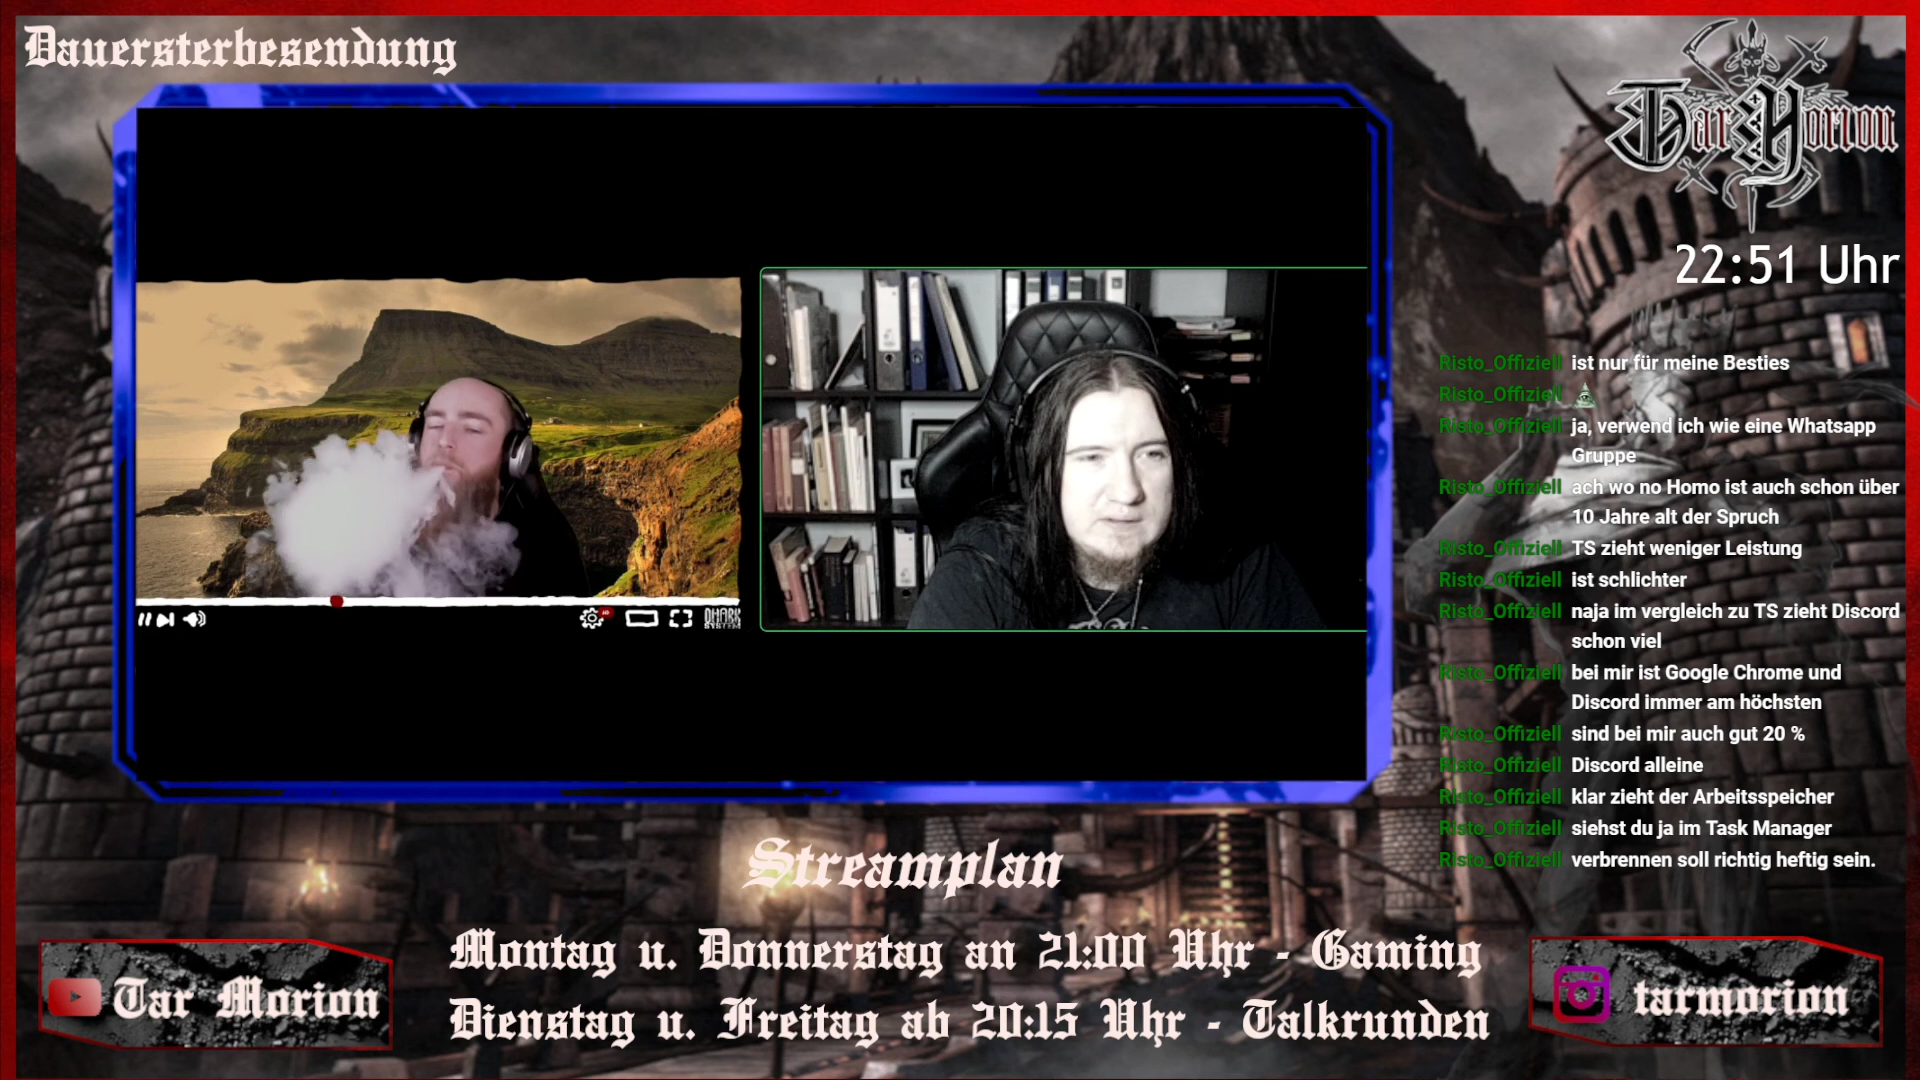 Dauersterbesendung
Tar Morion
22:51 Uhr
Risto_Offiziell ist nur für meine Besties
Risto_Offiziell
Risto_Offiziell ja, verwend ich wie eine Whatsapp
Gruppe
Risto_Offiziell ach wo no Homo ist auch schon über
10 Jahre alt der Spruch
Risto_Offiziell TS zieht weniger Leistung
Risto_Offiziell ist schlichter
Risto_Offiziell naja im vergleich zu TS zieht Discord
schon viel
Risto_Offiziell bei mir ist Google Chrome und
Discord immer am höchsten
Risto_Offiziell sind bei mir auch gut 20 %
Risto_Offiziell Discord alleine
Risto_Offiziell klar zieht der Arbeitsspeicher
Risto_Offiziell siehst du ja im Task Manager
Risto_Offiziell verbrennen soll richtig heftig sein.
HD
DHARK
SYSTEM
Streamplan
Montag u. Donnerstag an 21:00 Uhr - Gaming
Dienstag u. Freitag ab 20:15 Uhr - Talkrunden
Tar Morion
tarmorion